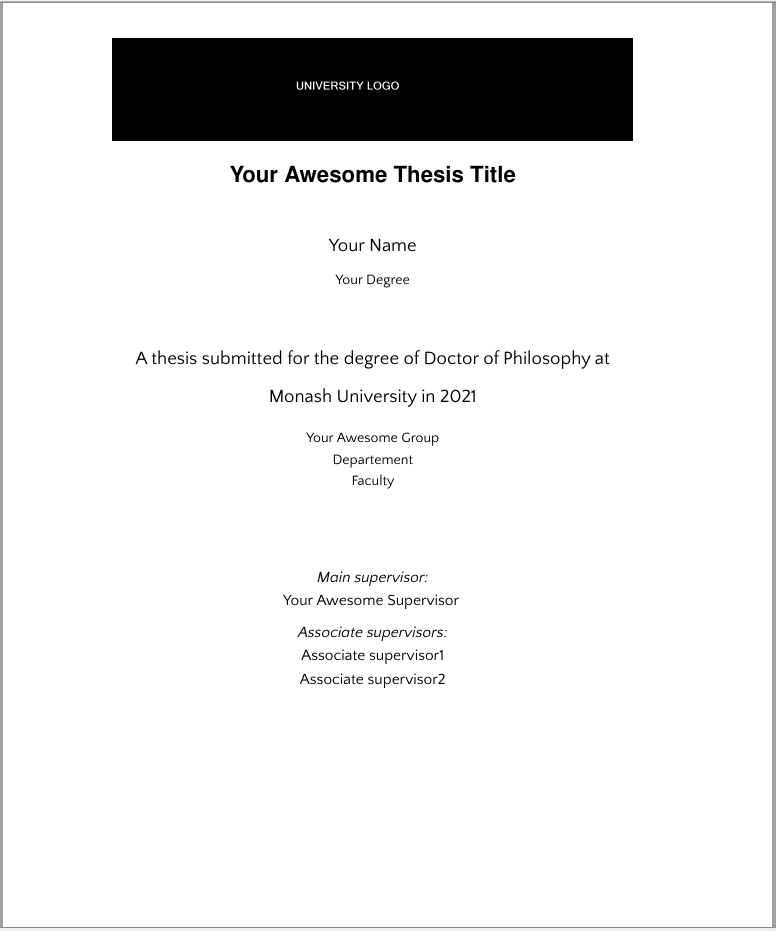 UNIVERSITY LOGO
Your Awesome Thesis Title
Your Name
Your Degree
A thesis submitted for the degree of Doctor of Philosophy at
Monash University in 2021
Your Awesome Group
Departement
Faculty
Main supervisor:
Your Awesome Supervisor
Associate supervisors:
Associate supervisor1
Associate supervisor2